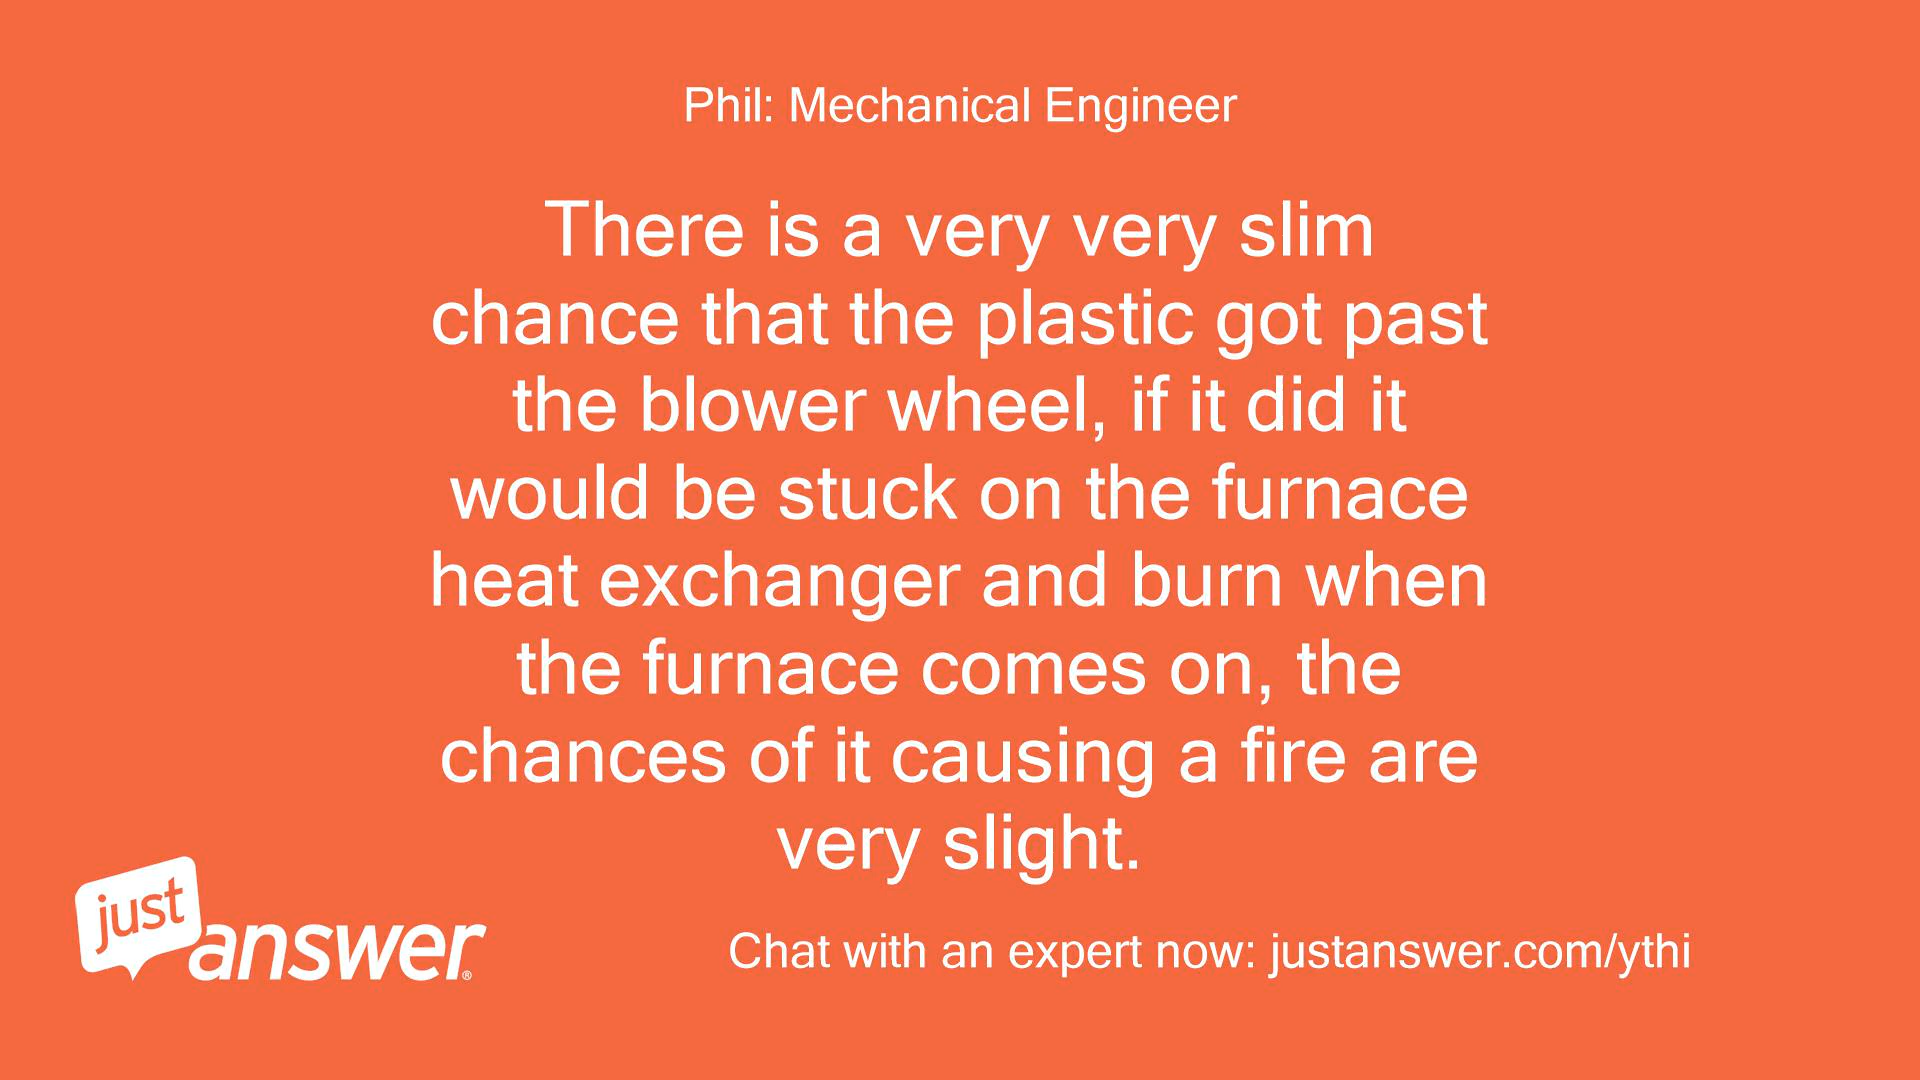 Phil: Mechanical Engineer
There is a very very slim
chance that the plastic got past
the blower wheel, if it did it
would be stuck on the furnace
heat exchanger and burn when
the furnace comes on, the
chances of it causing a fire are
very slight.
just
answer®
Chat with an expert now: justanswer.com/ythi